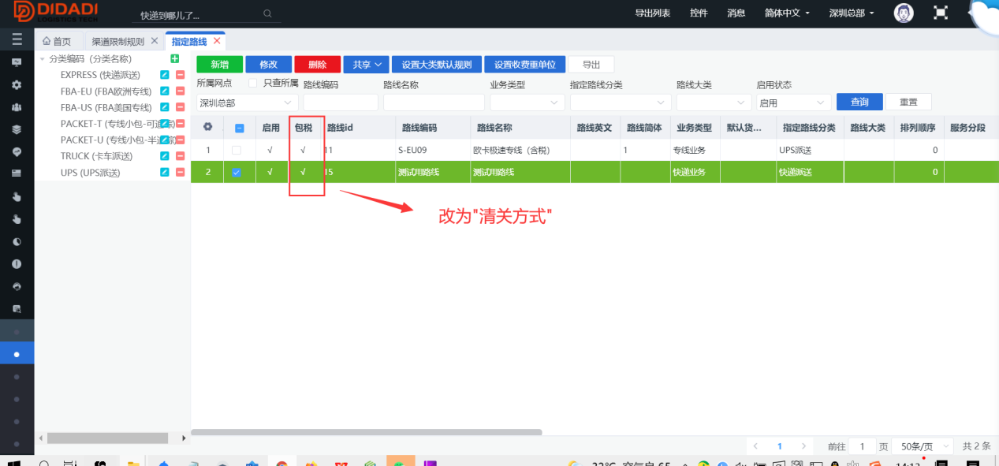 DIDADI
LOGISTICS TECH
快递到哪儿了...
导出列表 控件 消息 简体中文 深圳总部
首页 渠道限制规则 指定路线
分类编码 (分类名称)
EXPRESS (快递派送)
FBA-EU (FBA欧洲专线)
FBA-US (FBA美国专线)
PACKET-T (专线小包-可追踪)
PACKET-U (专线小包-半追踪)
TRUCK (卡车派送)
UPS (UPS派送)
新增 修改 删除 共享 设置大类默认规则 设置收费重单位 导出
所属网点 只查所属 路线编码 路线名称 业务类型 指定路线分类 路线大类 启用状态
深圳总部 启用 查询 重置
启用 包税 路线id 路线编码 路线名称 路线英文 路线简体 业务类型 默认货... 指定路线分类 路线大类 排列顺序 服务分段
1 √ √ 11 S-EU09 欧卡极速专线（含税） 1 专线业务 UPS派送 0
2 √ √ 15 测试用路线 测试用路线 快递业务 快递派送 0
改为"清关方式"
1 前往 1 页 50条/页 共 2 条